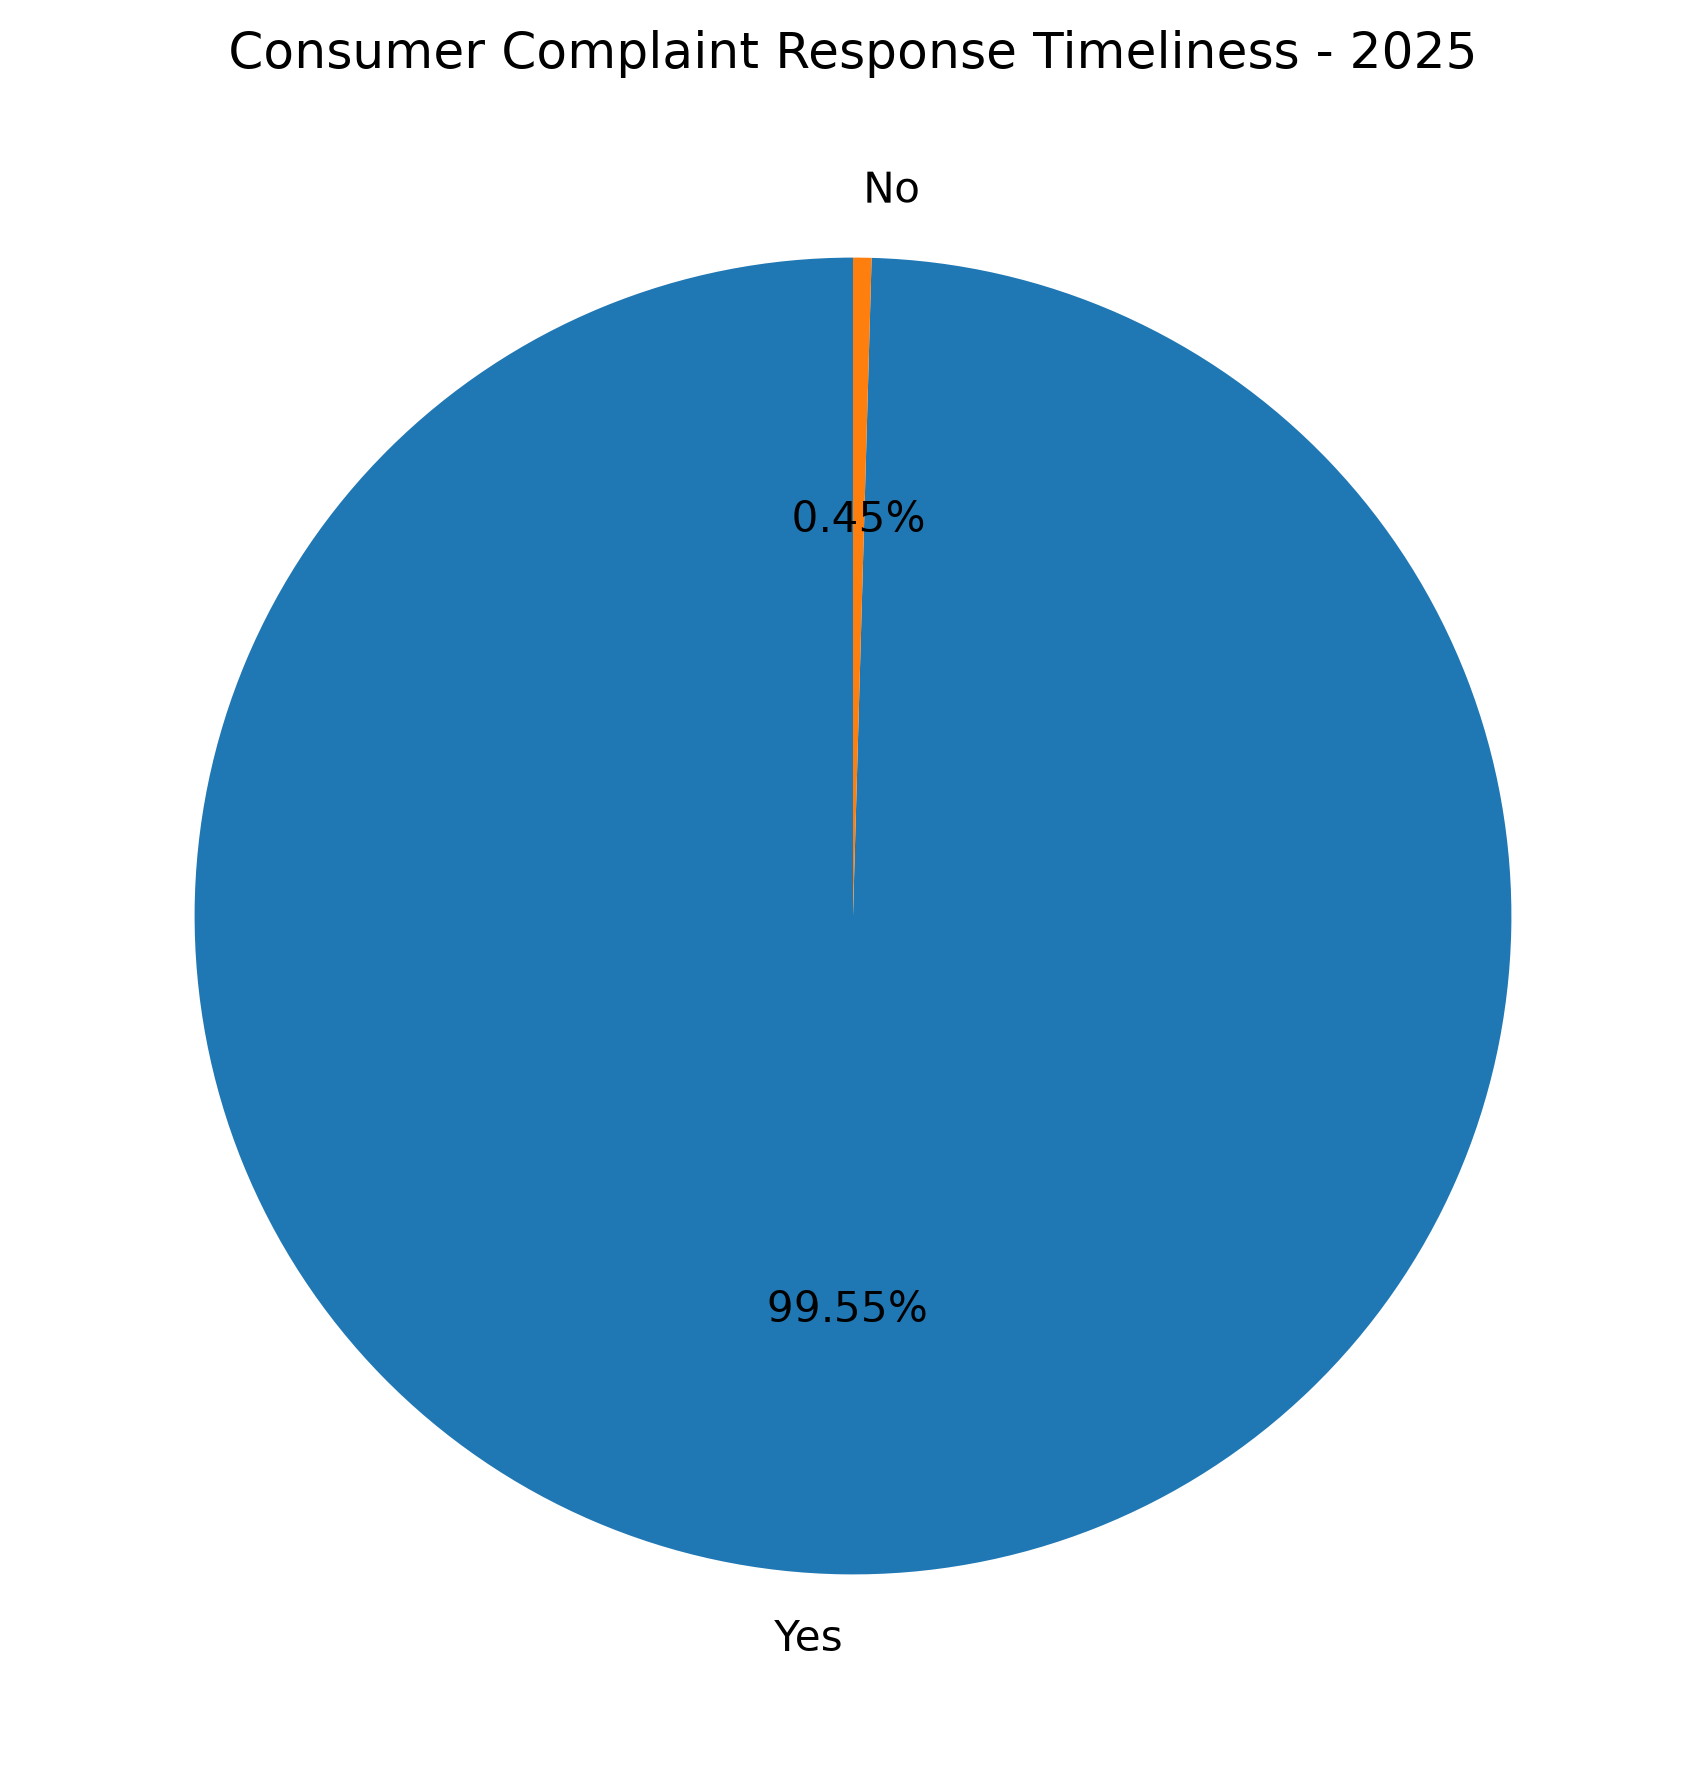 Consumer Complaint Response Timeliness - 2025
No
0.45%
99.55%
Yes